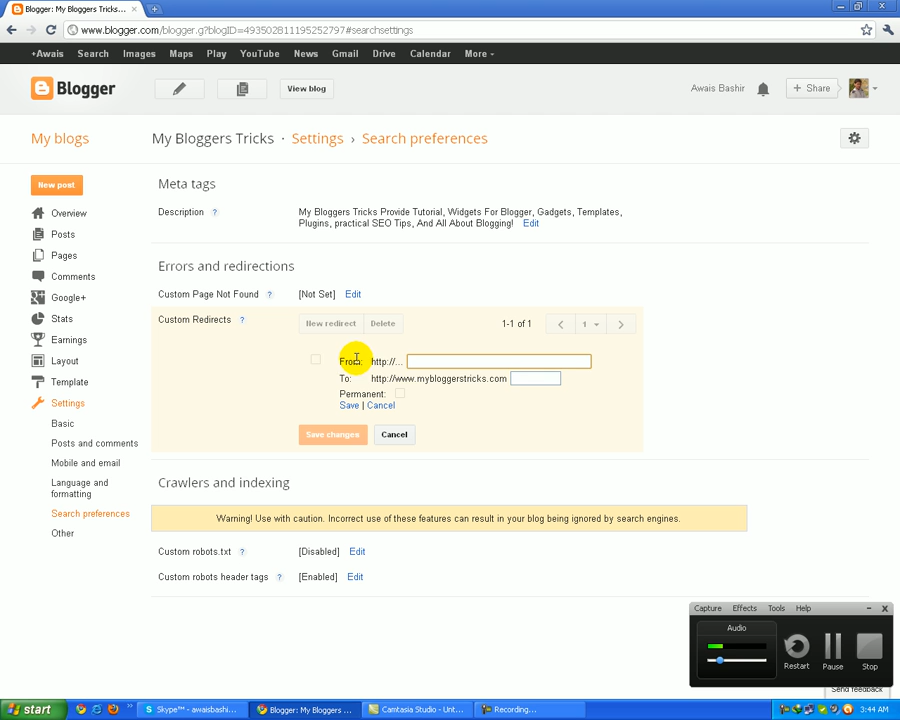 Blogger: My Bloggers Tricks...
www.blogger.com/blogger.g?blogID=493502811195252797#searchsettings
+Awais Search Images Maps Play YouTube News Gmail Drive Calendar More
Blogger
View blog
Awais Bashir
+ Share
My blogs
My Bloggers Tricks · Settings › Search preferences
New post
Overview
Posts
Pages
Comments
Google+
Stats
Earnings
Layout
Template
Settings
Basic
Posts and comments
Mobile and email
Language and
formatting
Search preferences
Other
Meta tags
Description ? My Bloggers Tricks Provide Tutorial, Widgets For Blogger, Gadgets, Templates,
Plugins, practical SEO Tips, And All About Blogging! Edit
Errors and redirections
Custom Page Not Found ? [Not Set] Edit
Custom Redirects ? New redirect Delete 1-1 of 1 1
From: http://...
To: http://www.mybloggerstricks.com
Permanent:
Save | Cancel
Save changes Cancel
Crawlers and indexing
Warning! Use with caution. Incorrect use of these features can result in your blog being ignored by search engines.
Custom robots.txt ? [Disabled] Edit
Custom robots header tags ? [Enabled] Edit
Capture Effects Tools Help
Audio
Restart Pause Stop
Send feedback
start
Skype™ - awaisbashi...
Blogger: My Bloggers ...
Camtasia Studio - Unt...
Recording...
3:44 AM